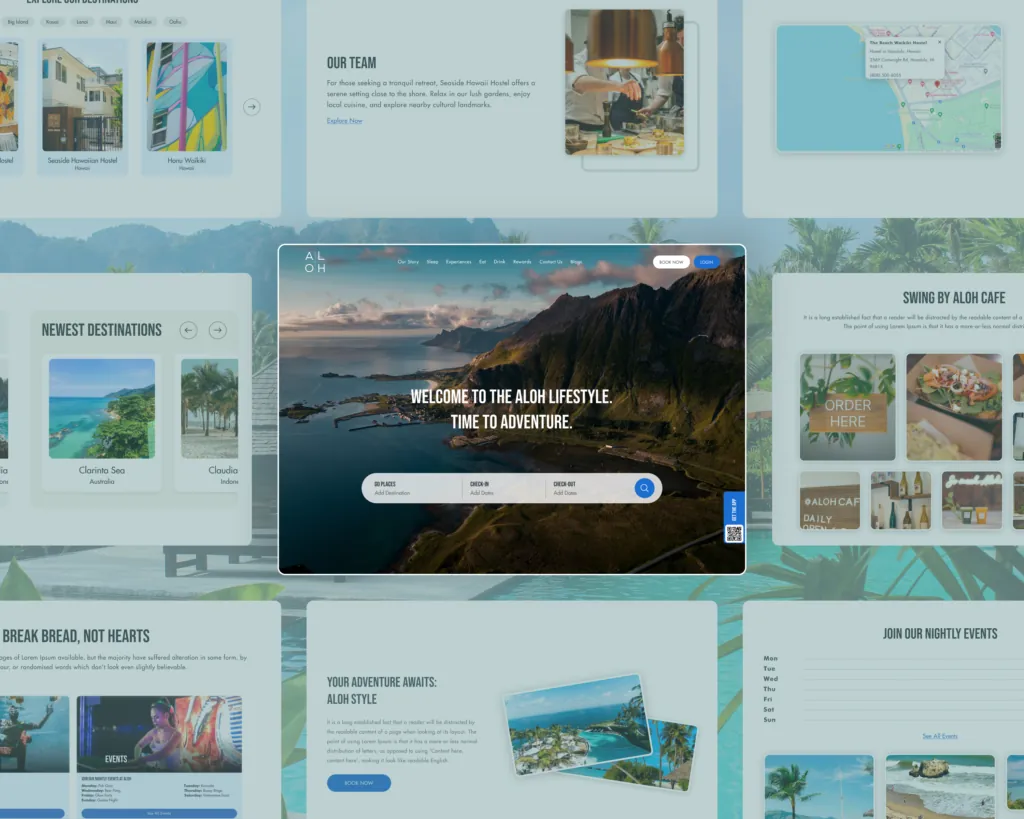 EXPLORE OUR DESTINATIONS
Big Island
Kauai
Lanai
Maui
Molokai
Oahu
Seaside Hawaiian Hostel
Hawaii
Hanu Waikiki
Hawaii
OUR TEAM
For those seeking a tranquil retreat, Seaside Hawaii Hostel offers a
serene setting close to the share. Relax in our lush gardens, enjoy
local cuisine, and explore nearby cultural landmarks.
Explore Now
The Beach Waikiki Hostel
Hostel in Honolulu, Hawaii
96815
NEWEST DESTINATIONS
Clarinta Sea
Australia
Claudia
AL
OH
Our Story
Sleep
Experiences
Eat
Drink
Rewards
Contact Us
Blogs
BOOK NOW
LOGIN
WELCOME TO THE ALOH LIFESTYLE.
TIME TO ADVENTURE.
GO PLACES
Add Destination
CHECK-IN
Add Dates
CHECK-OUT
Add Dates
GET THE APP
SWING BY ALOH CAFE
It is a long established fact that a reader will be distracted by the readable content of a
The point of using Lorem Ipsum is that it has a more-or-less normal
ORDER
HERE
@ALOH CAF
DAILY
BREAK BREAD, NOT HEARTS
ages of Lorem Ipsum available, but the majority have suffered alteration in some form, by
our, or randomised words which don't look even slightly believable.
EVENTS
YOUR ADVENTURE AWAITS:
ALOH STYLE
It is a long established fact that a reader will be distracted by
the readable content of a page when looking at its layout. The
point of using Lorem Ipsum is that it has a more-or-less normal
distribution of letters, as opposed to using 'Content here,
content here', making it look like readable English.
BOOK NOW
JOIN OUR NIGHTLY EVENTS
Mon
Tue
Wed
Thu
Fri
Sat
Sun
See All Events